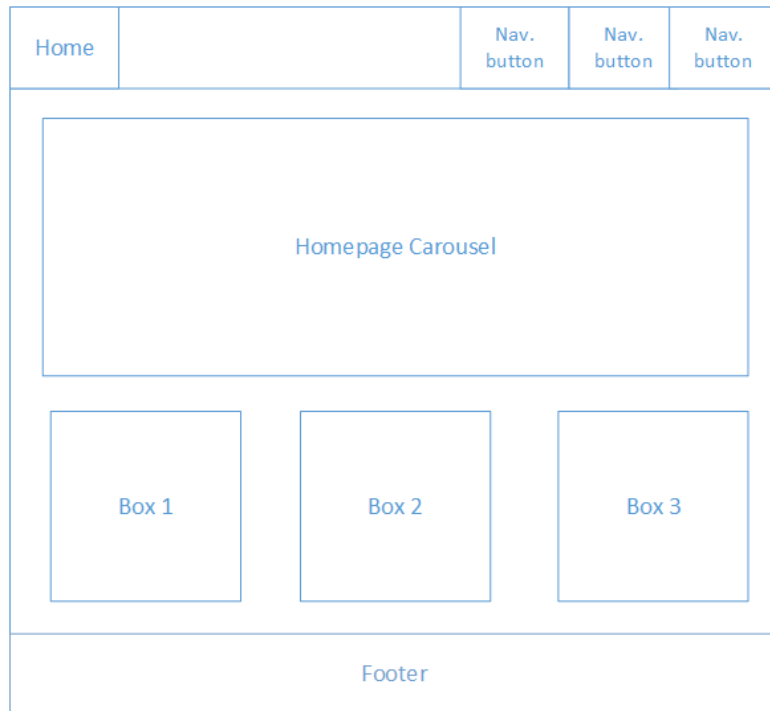 Home
Nav.
button
Nav.
button
Nav.
button
Homepage Carousel
Box 1
Box 2
Box 3
Footer